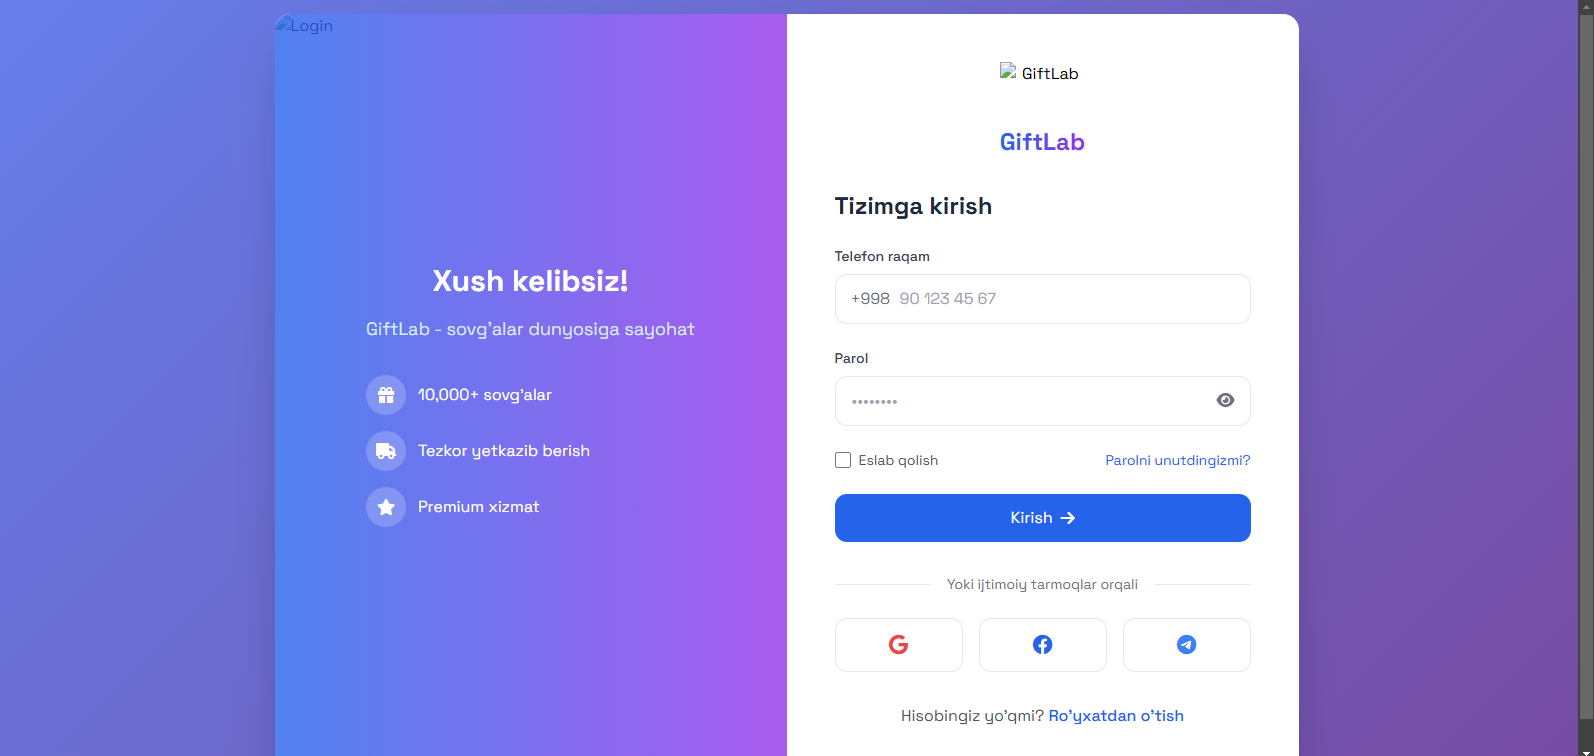 Login
Xush kelibsiz!
GiftLab - sovg'alar dunyosiga sayohat
10,000+ sovg'alar
Tezkor yetkazib berish
Premium xizmat
GiftLab
GiftLab
Tizimga kirish
Telefon raqam
+998 90 123 45 67
Parol
••••••••
Eslab qolish
Parolni unutdingizmi?
Kirish →
Yoki ijtimoiy tarmoqlar orqali
Hisobingiz yo'qmi? Ro'yxatdan o'tish